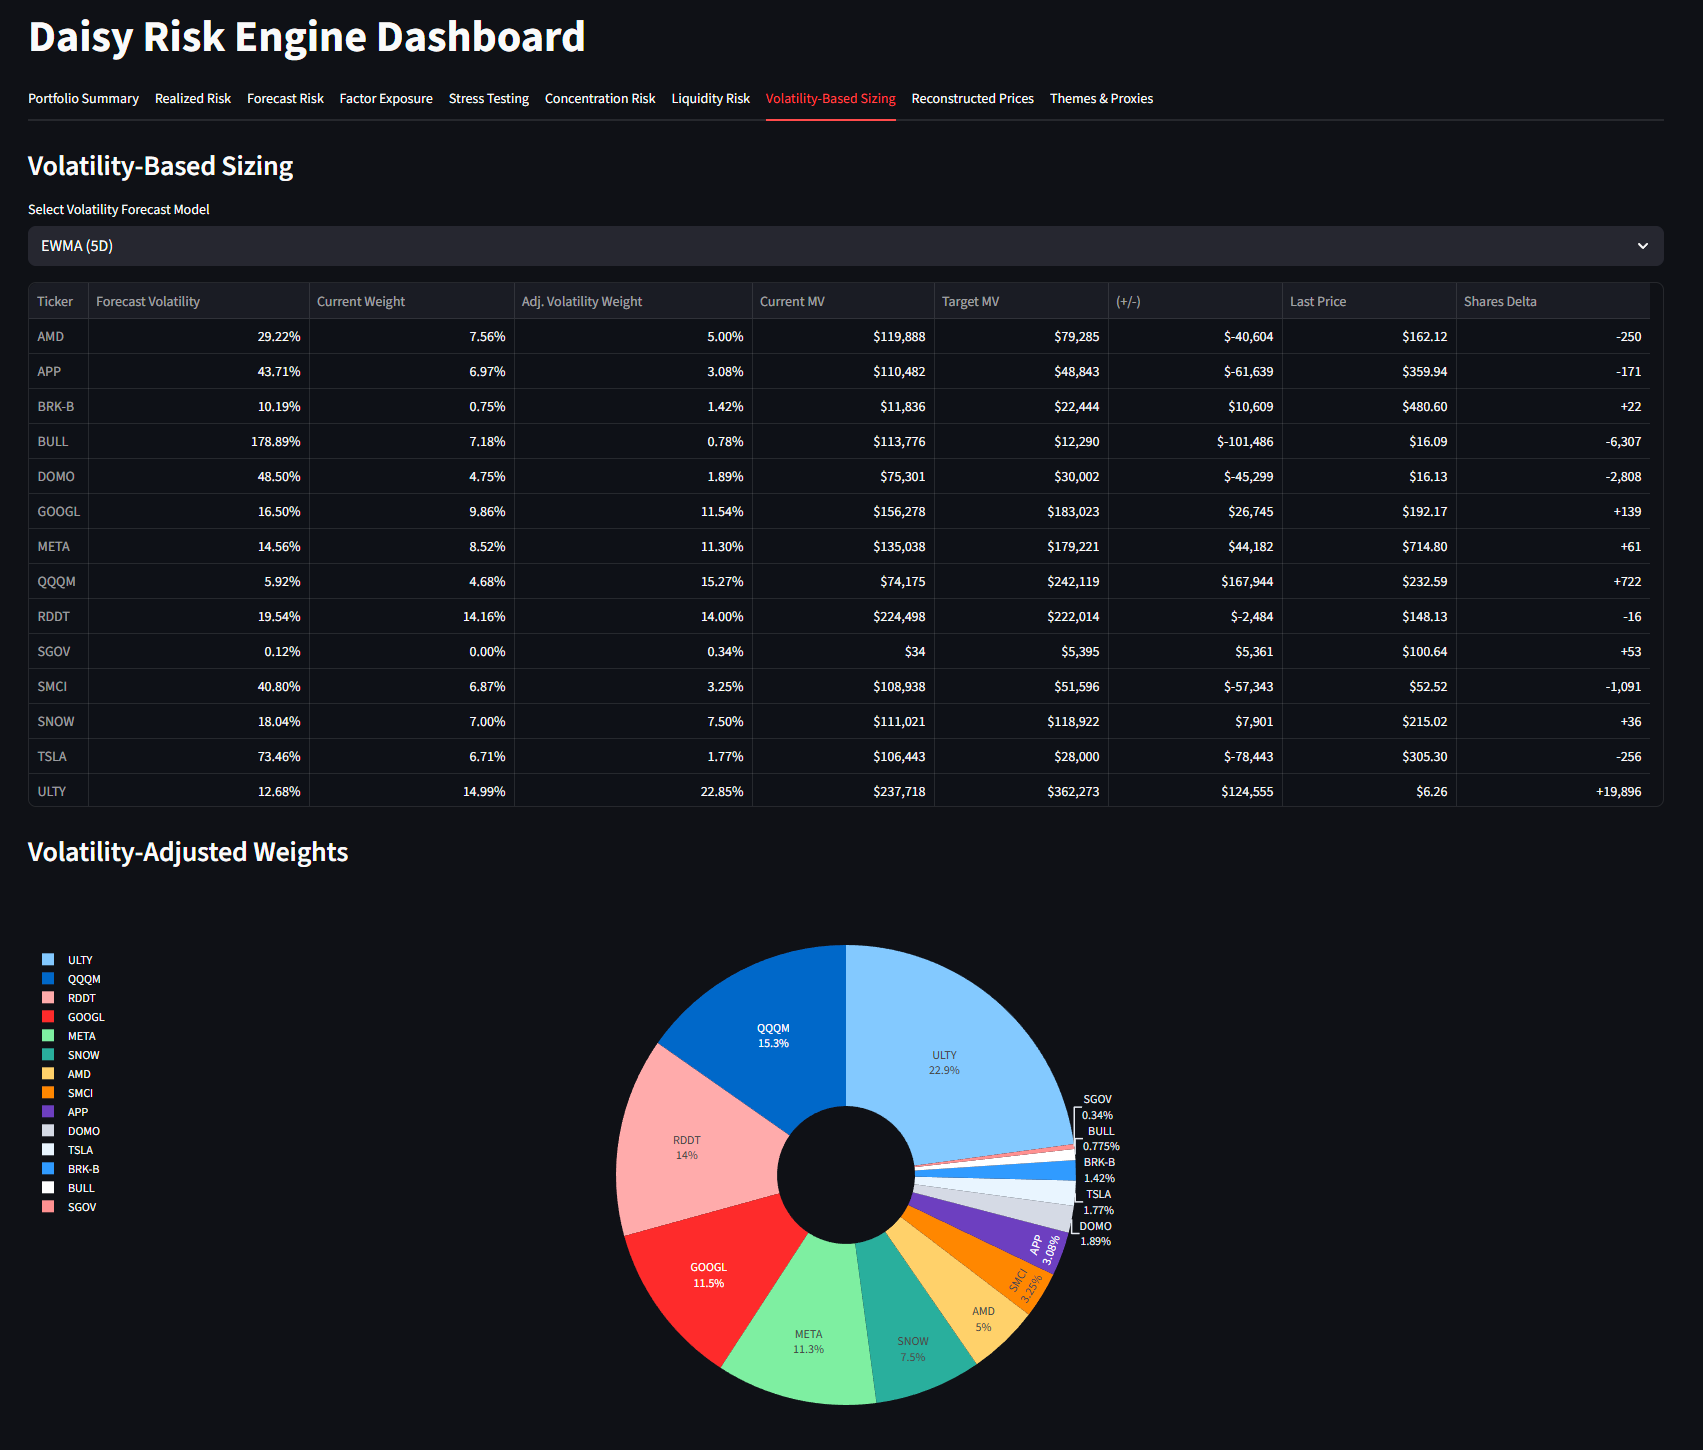 Daisy Risk Engine Dashboard
Portfolio Summary Realized Risk Forecast Risk Factor Exposure Stress Testing Concentration Risk Liquidity Risk Volatility-Based Sizing Reconstructed Prices Themes & Proxies
Volatility-Based Sizing
Select Volatility Forecast Model
EWMA (5D)
Ticker Forecast Volatility Current Weight Adj. Volatility Weight Current MV Target MV (+/-) Last Price Shares Delta
AMD 29.22% 7.56% 5.00% $119,888 $79,285 $-40,604 $162.12 -250
APP 43.71% 6.97% 3.08% $110,482 $48,843 $-61,639 $359.94 -171
BRK-B 10.19% 0.75% 1.42% $11,836 $22,444 $10,609 $480.60 +22
BULL 178.89% 7.18% 0.78% $113,776 $12,290 $-101,486 $16.09 -6,307
DOMO 48.50% 4.75% 1.89% $75,301 $30,002 $-45,299 $16.13 -2,808
GOOGL 16.50% 9.86% 11.54% $156,278 $183,023 $26,745 $192.17 +139
META 14.56% 8.52% 11.30% $135,038 $179,221 $44,182 $714.80 +61
QQQM 5.92% 4.68% 15.27% $74,175 $242,119 $167,944 $232.59 +722
RDDT 19.54% 14.16% 14.00% $224,498 $222,014 $-2,484 $148.13 -16
SGOV 0.12% 0.00% 0.34% $34 $5,395 $5,361 $100.64 +53
SMCI 40.80% 6.87% 3.25% $108,938 $51,596 $-57,343 $52.52 -1,091
SNOW 18.04% 7.00% 7.50% $111,021 $118,922 $7,901 $215.02 +36
TSLA 73.46% 6.71% 1.77% $106,443 $28,000 $-78,443 $305.30 -256
ULTY 12.68% 14.99% 22.85% $237,718 $362,273 $124,555 $6.26 +19,896
Volatility-Adjusted Weights
ULTY
QQQM
RDDT
GOOGL
META
SNOW
AMD
SMCI
APP
DOMO
TSLA
BRK-B
BULL
SGOV
QQQM
15.3%
ULTY
22.9%
SGOV
0.34%
BULL
0.775%
BRK-B
1.42%
TSLA
1.77%
DOMO
1.89%
APP
3.08%
SMCI
3.25%
AMD
5%
SNOW
7.5%
META
11.3%
GOOGL
11.5%
RDDT
14%